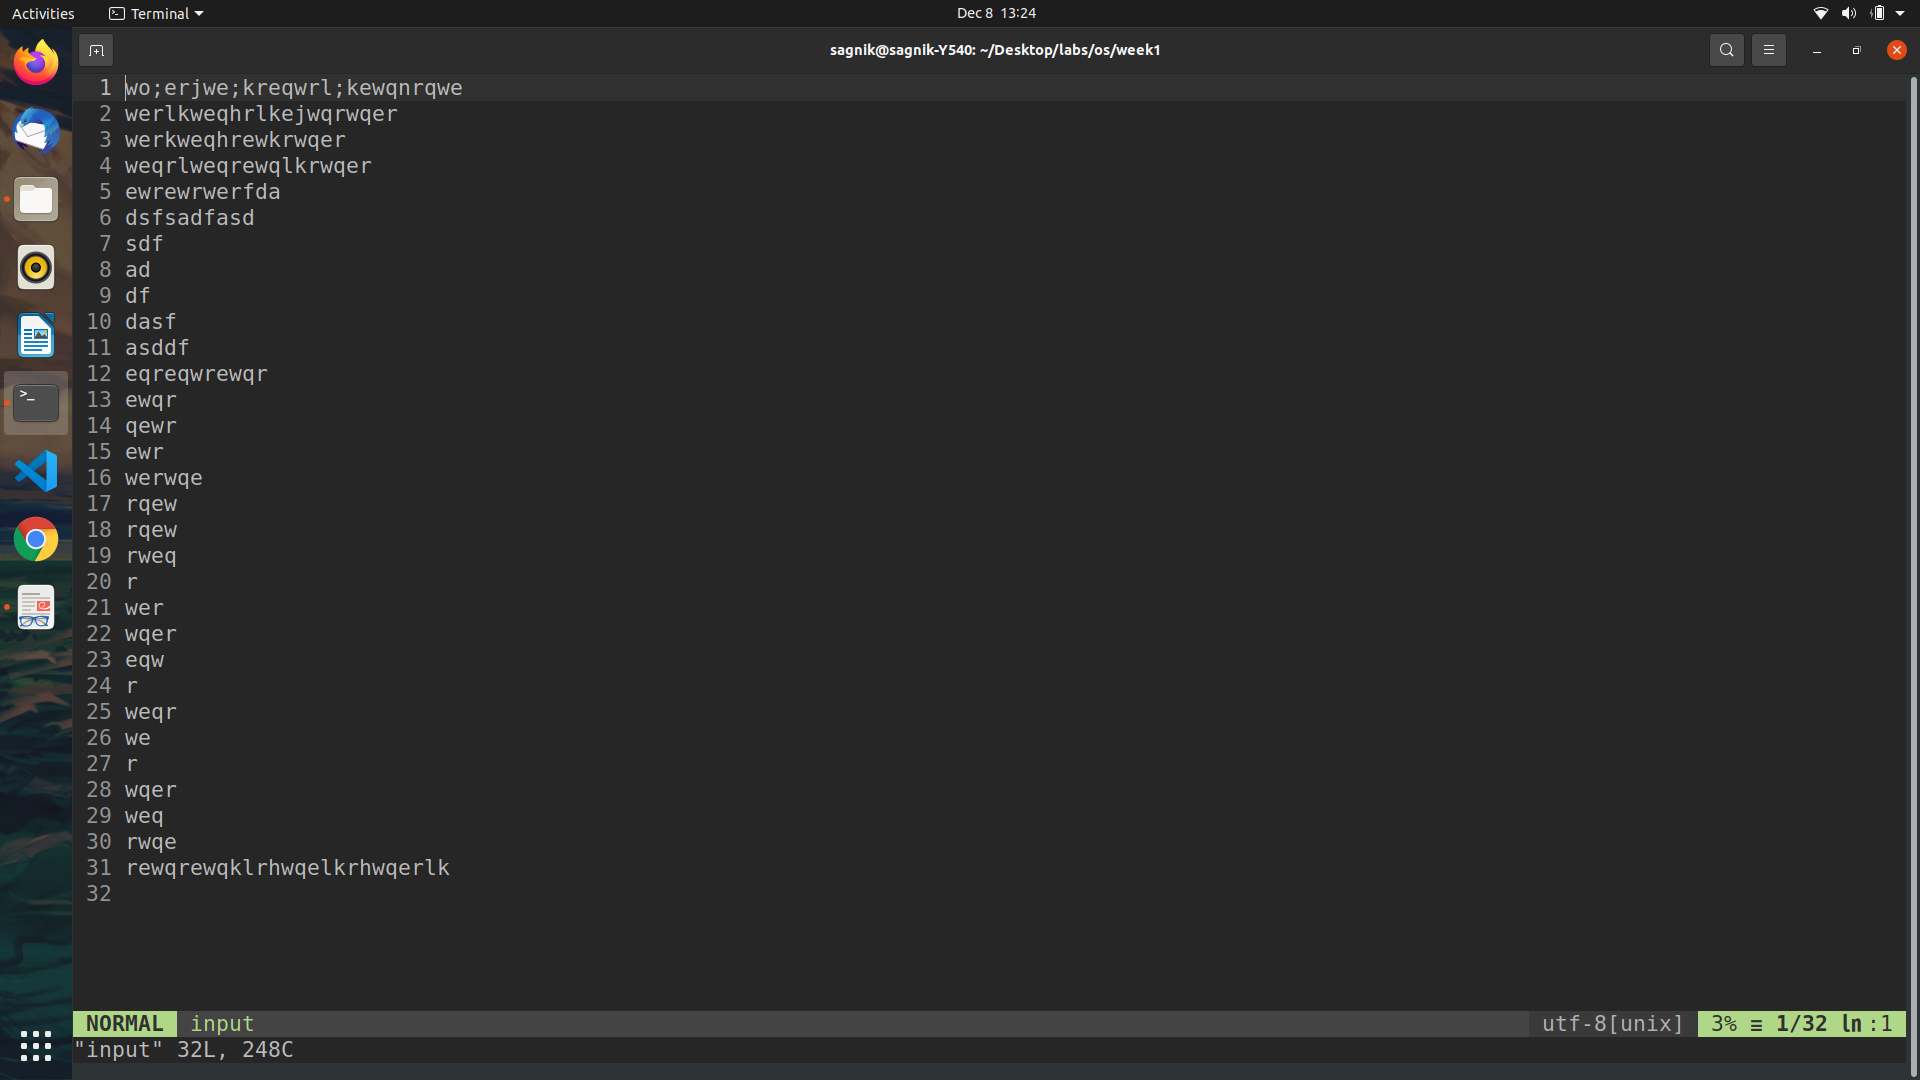 Activities Terminal Dec 8 13:24
sagnik@sagnik-Y540: ~/Desktop/labs/os/week1
1 wo;erjwe;kreqwrl;kewqnrqwe
2 werlkweqhrlkejwqrwqer
3 werkweqhrewkrwqer
4 weqrlweqrewqlkrwqer
5 ewrewrwerfda
6 dsfsadfasd
7 sdf
8 ad
9 df
10 dasf
11 asddf
12 eqreqwrewqr
13 ewqr
14 qewr
15 ewr
16 werwqe
17 rqew
18 rqew
19 rweq
20 r
21 wer
22 wqer
23 eqw
24 r
25 weqr
26 we
27 r
28 wqer
29 weq
30 rwqe
31 rewqrewqklrhwqelkrhwqerlk
32
NORMAL input utf-8[unix] 3% ≡ 1/32 ln :1
"input" 32L, 248C